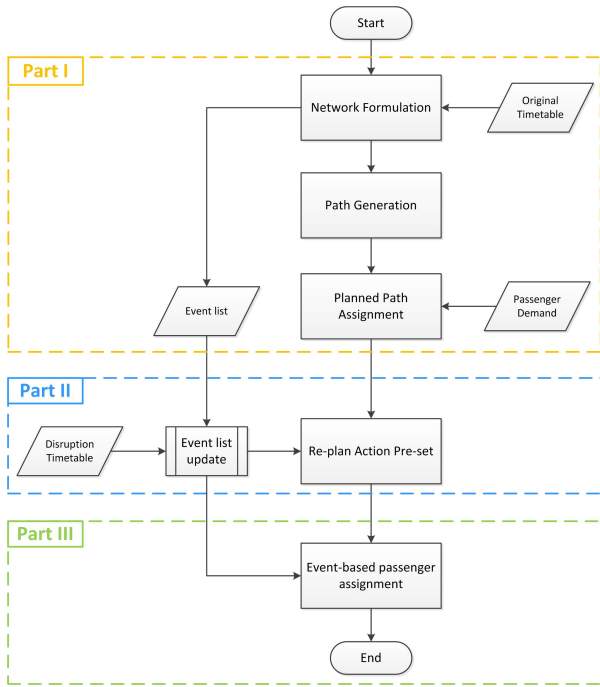 Start
Part I
Network Formulation
Original
Timetable
Path Generation
Event list
Planned Path
Assignment
Passenger
Demand
Part II
Disruption
Timetable
Event list
update
Re-plan Action Pre-set
Part III
Event-based passenger
assignment
End